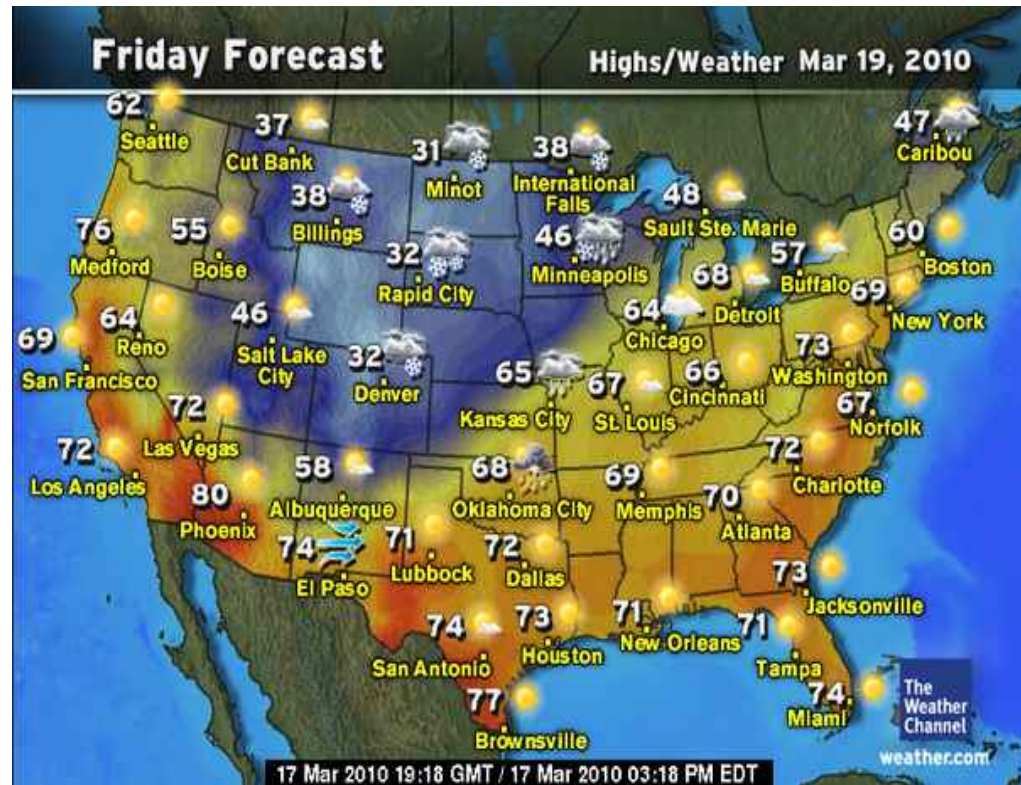 Friday Forecast
Highs/Weather Mar 19, 2010
62
Seattle
37
Cut Bank
31
Minot
38
International
Falls
47
Caribou
76
Medford
55
Boise
38
Billings
32
Rapid City
46
Minneapolis
48
Sault Ste. Marie
57
Buffalo
60
Boston
69
San Francisco
64
Reno
46
Salt Lake
City
32
Denver
65
Kansas City
64
Chicago
68
Detroit
69
New York
67
St. Louis
66
Cincinnati
73
Washington
67
Norfolk
72
Los Angeles
72
Las Vegas
80
Phoenix
58
Albuquerque
68
Oklahoma City
69
Memphis
70
Atlanta
72
Charlotte
74
El Paso
71
Lubbock
72
Dallas
73
Jacksonville
74
San Antonio
73
Houston
71
New Orleans
71
Tampa
77
Brownsville
74
Miami
The
Weather
Channel
weather.com
17 Mar 2010 19:18 GMT / 17 Mar 2010 03:18 PM EDT